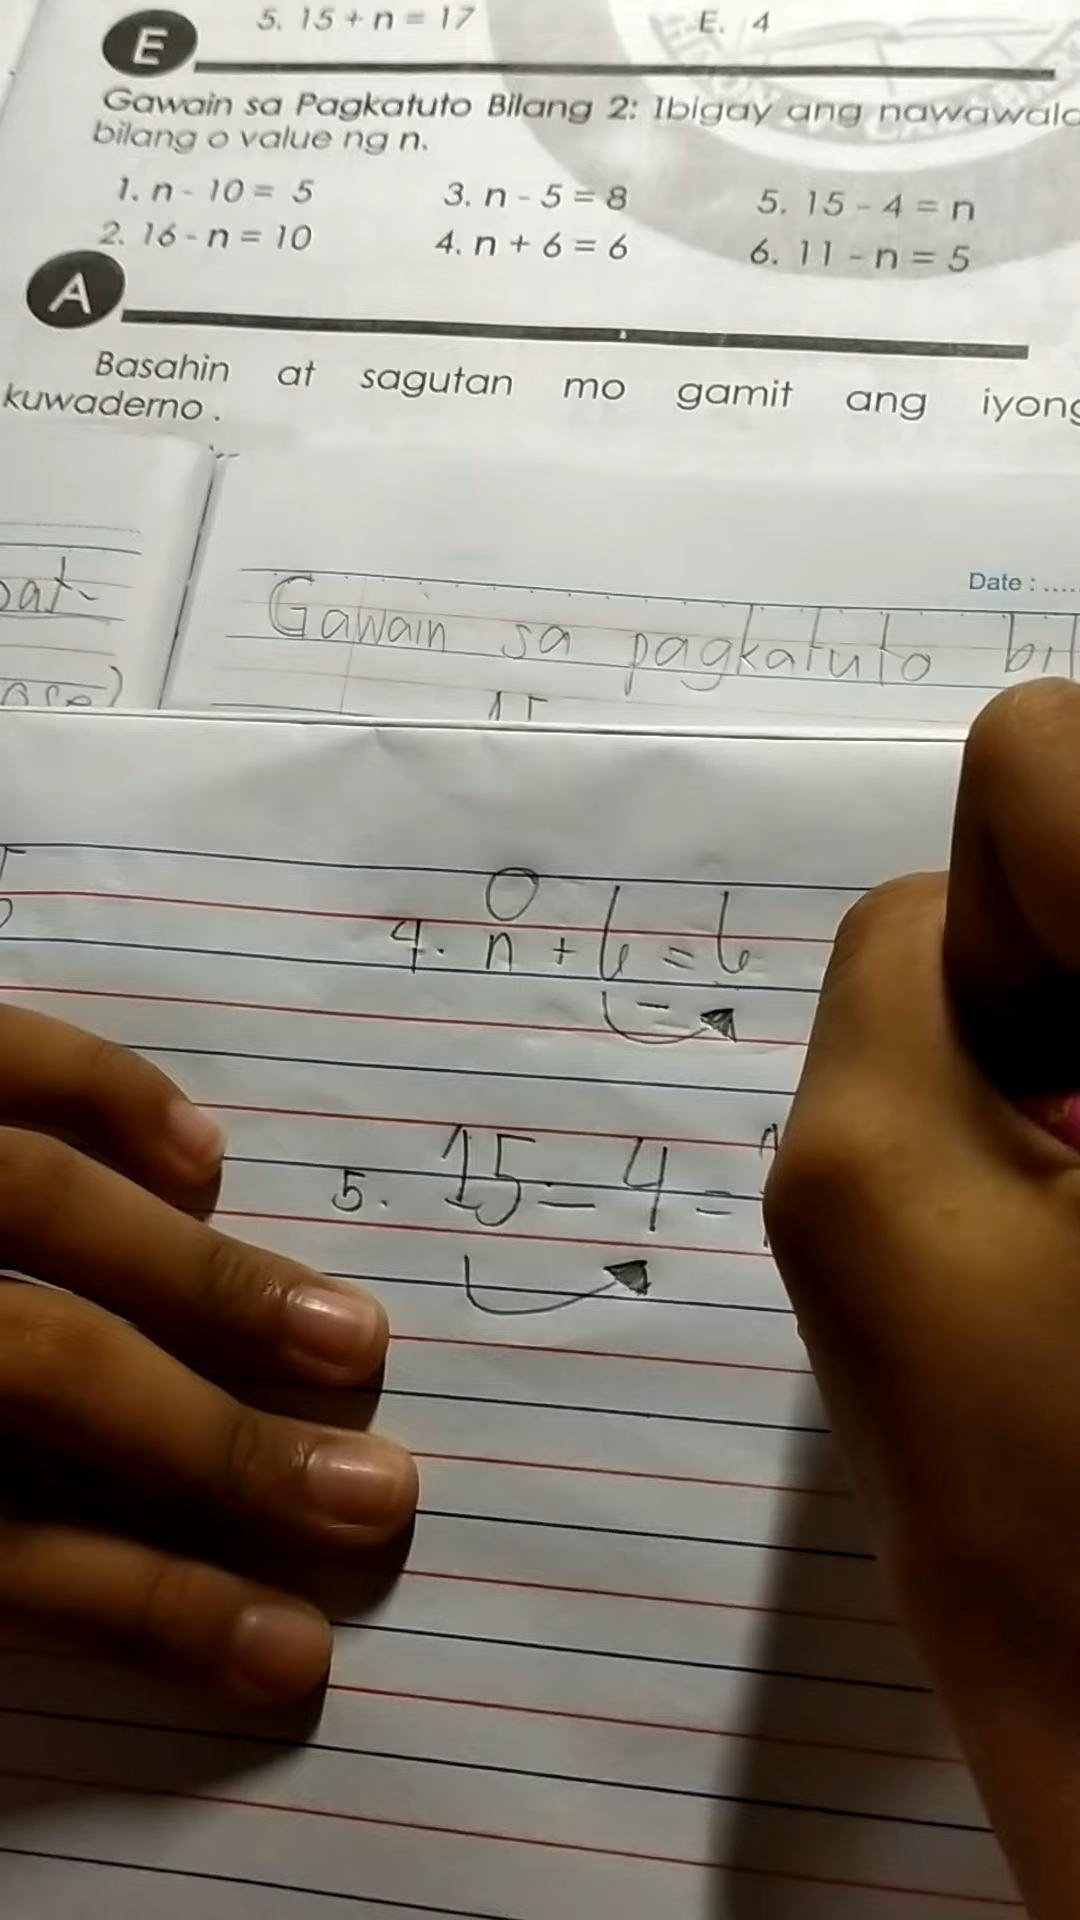 5. 15 + n = 17
E. 4
E
Gawain sa Pagkatuto Bilang 2: Ibigay ang
bilang o value ng n.
1. n - 10 = 5
3. n - 5 = 8
5. 15 - 4 = n
2. 16 - n = 10
4. n + 6 = 6
6. 11 - n = 5
A
Basahin at sagutan mo gamit ang
kuwaderno .
Date : ....
Gawain sa pagkatuto
15
0
4. n + 6 = 6
-
5. 15 - 4 =